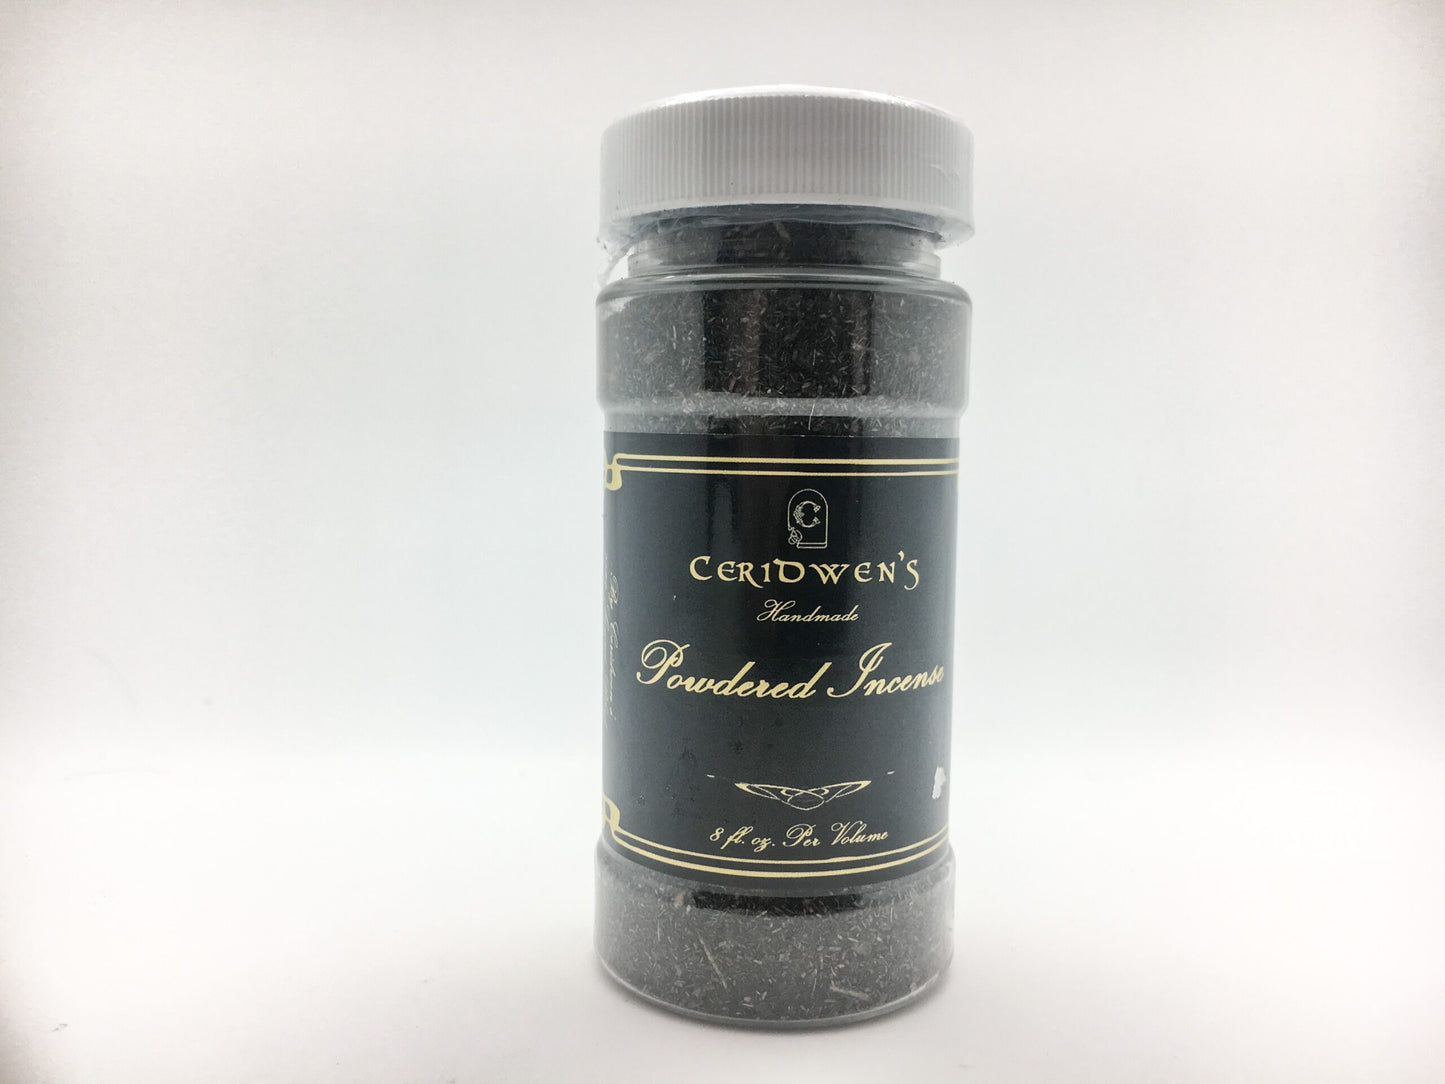 C
CERIDWEN'S
Handmade
Powdered Incense
8 fl. oz. Per Volume